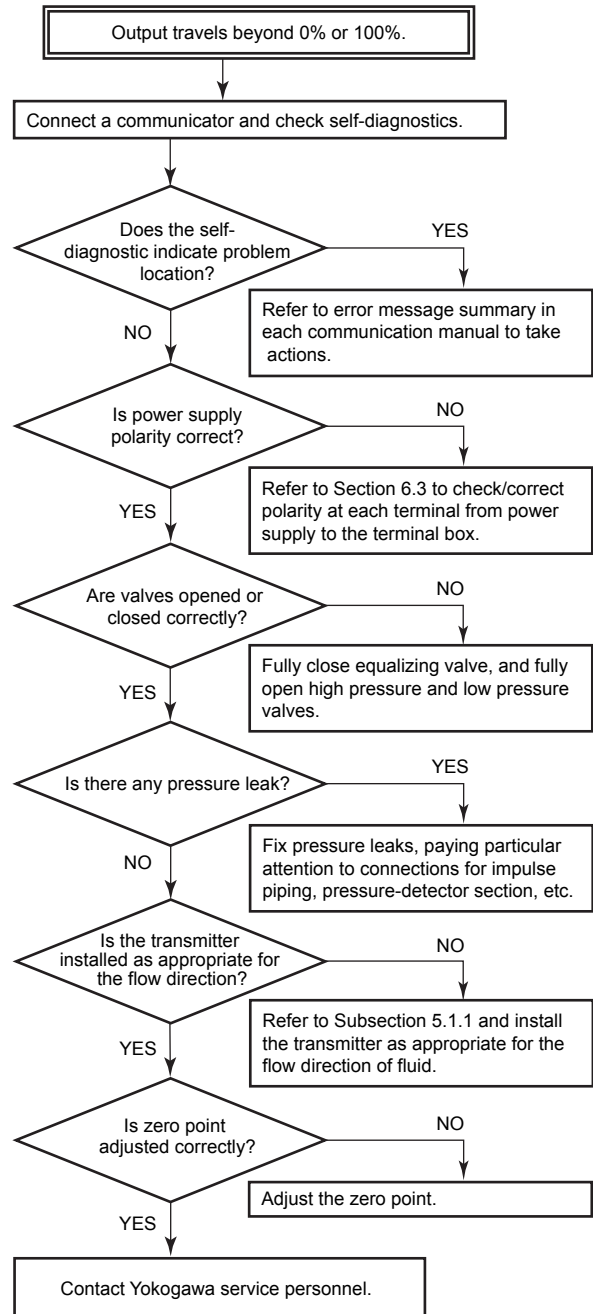 Output travels beyond 0% or 100%.
Connect a communicator and check self-diagnostics.
Does the self-
diagnostic indicate problem
location?
YES
Refer to error message summary in
each communication manual to take
actions.
NO
Is power supply
polarity correct?
NO
Refer to Section 6.3 to check/correct
polarity at each terminal from power
supply to the terminal box.
YES
Are valves opened or
closed correctly?
NO
Fully close equalizing valve, and fully
open high pressure and low pressure
valves.
YES
Is there any pressure leak?
YES
Fix pressure leaks, paying particular
attention to connections for impulse
piping, pressure-detector section, etc.
NO
Is the transmitter
installed as appropriate for
the flow direction?
NO
Refer to Subsection 5.1.1 and install
the transmitter as appropriate for the
flow direction of fluid.
YES
Is zero point
adjusted correctly?
NO
Adjust the zero point.
YES
Contact Yokogawa service personnel.